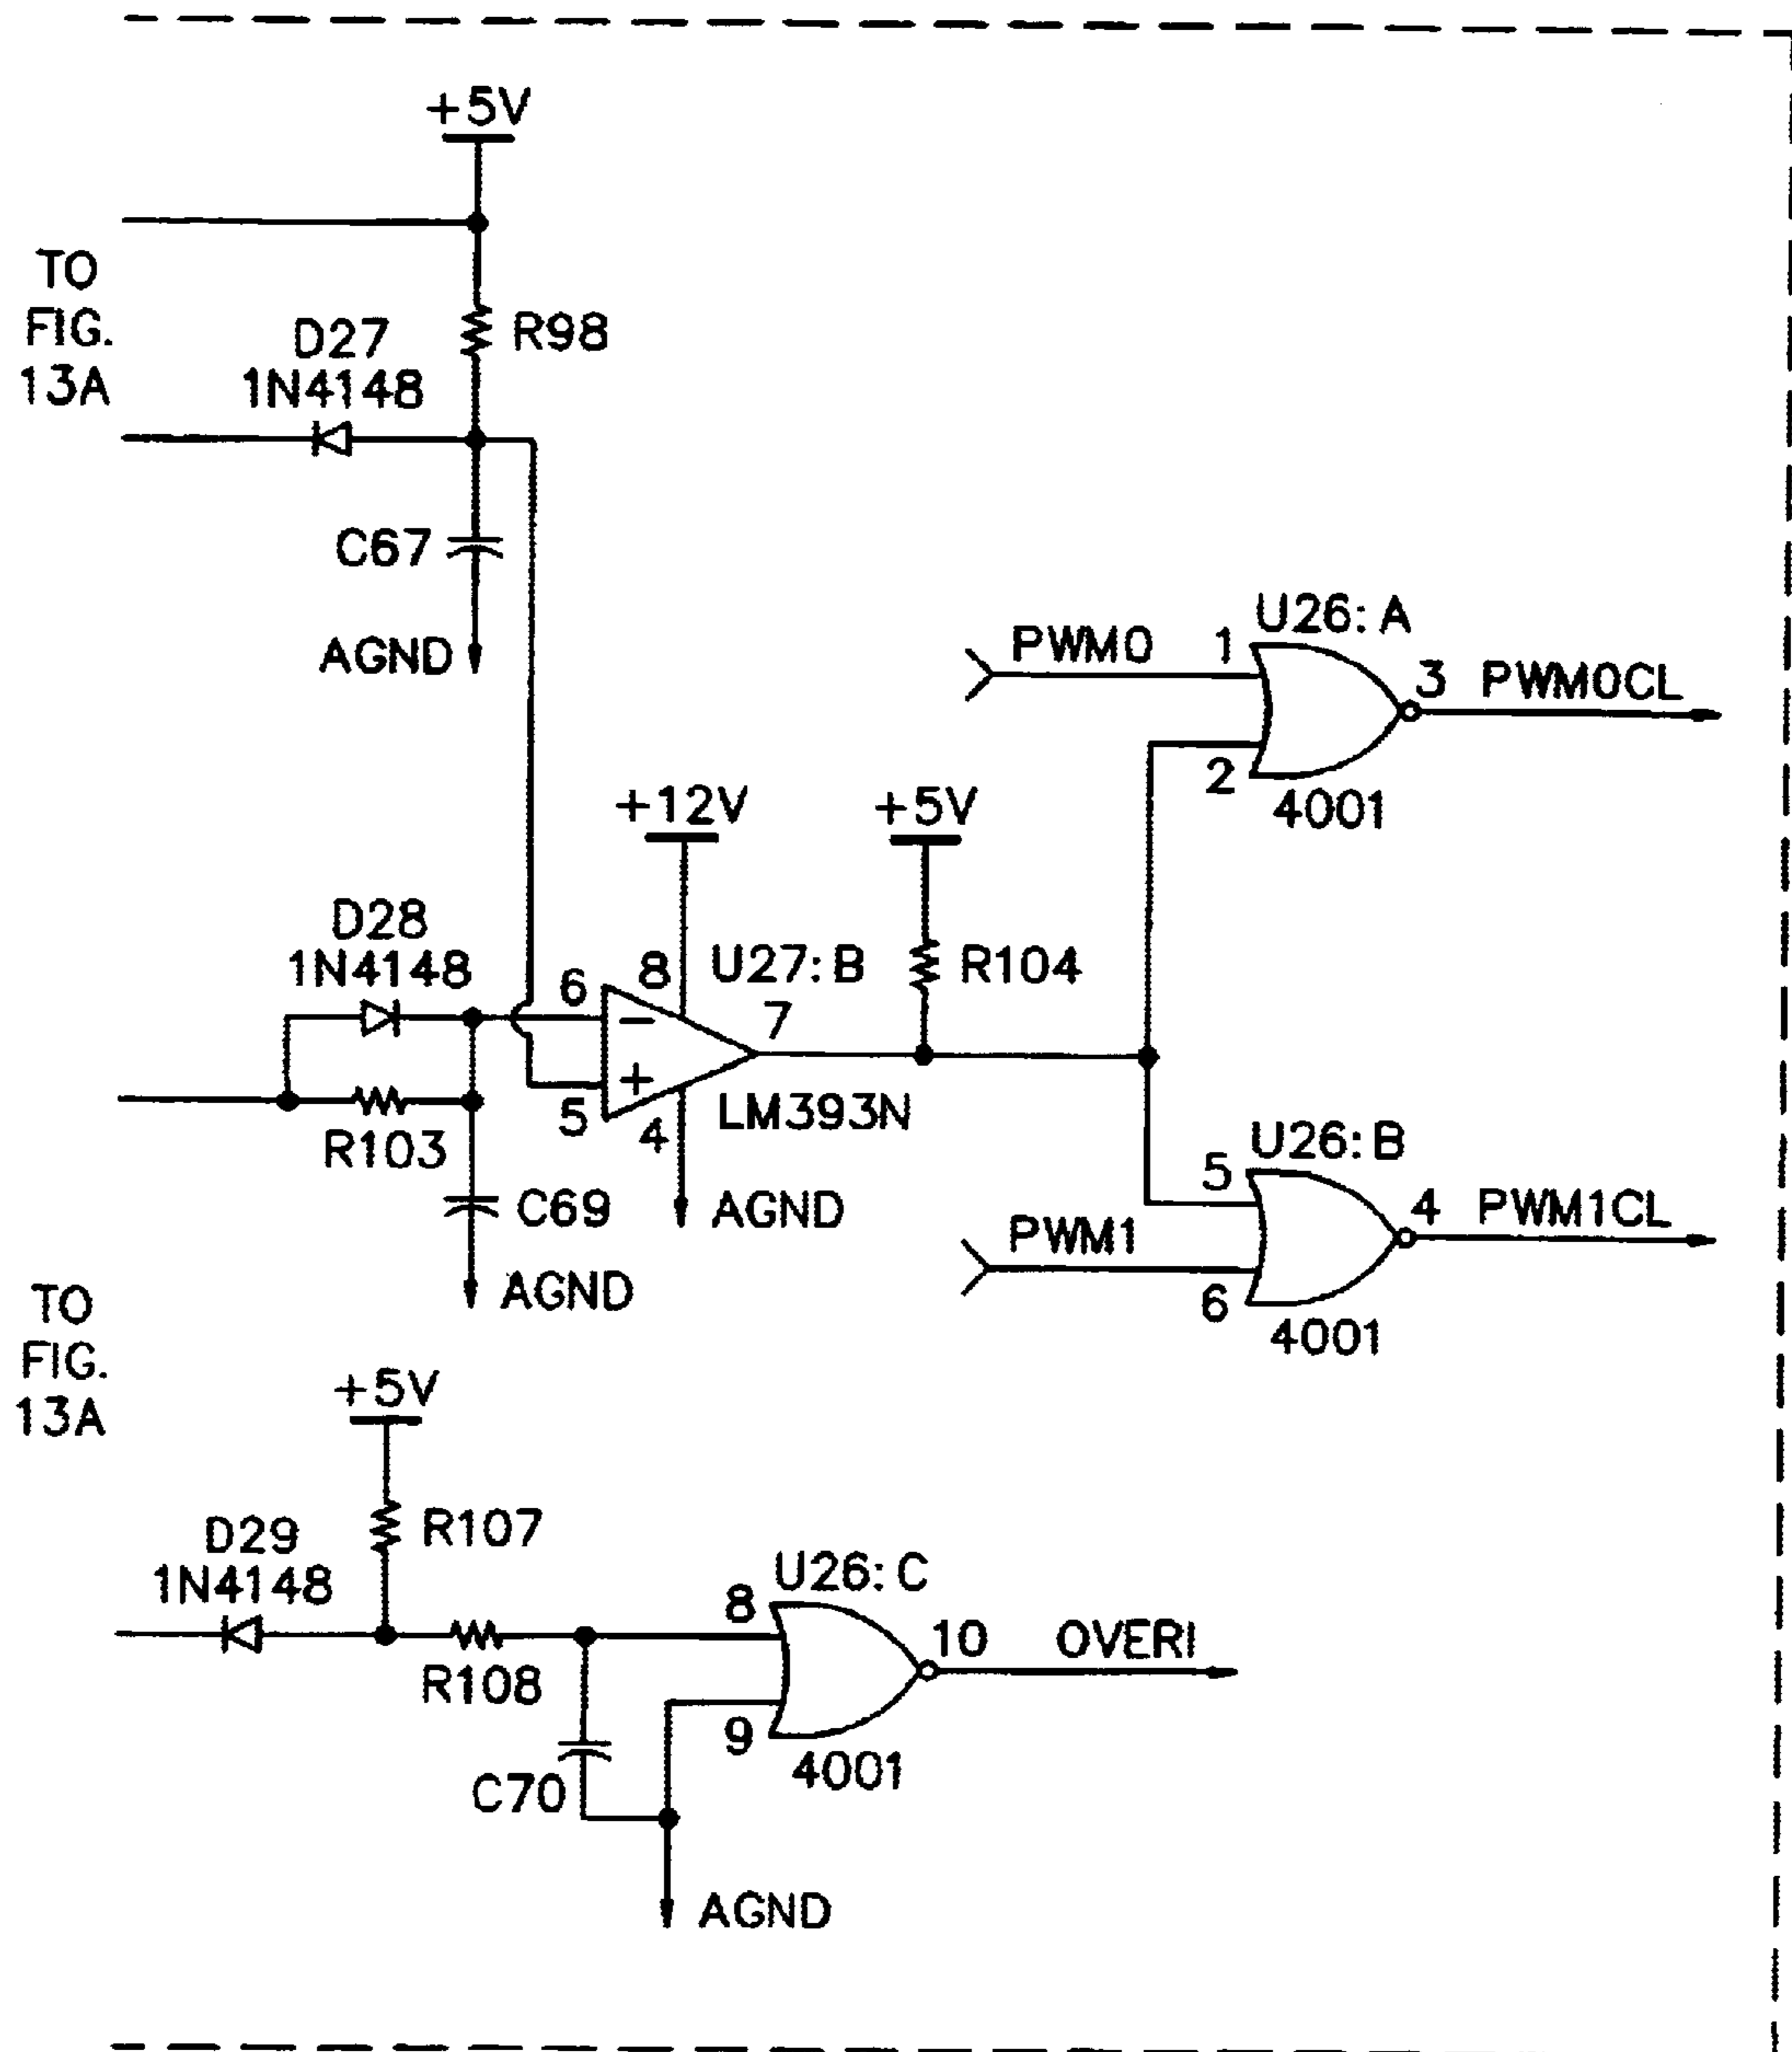 +5V
TO
FIG.
13A
R98
D27
1N4148
C67
AGND
U26:A
PWM0
1
3
PWM0CL
2
4001
+12V
+5V
D28
1N4148
6
8
U27:B
7
R104
−
+
5
4
LM393N
R103
C69
AGND
AGND
U26:B
5
4
PWM1CL
PWM1
6
4001
TO
FIG.
13A
+5V
R107
D29
1N4148
U26:C
8
10
OVERI
R108
9
4001
C70
AGND